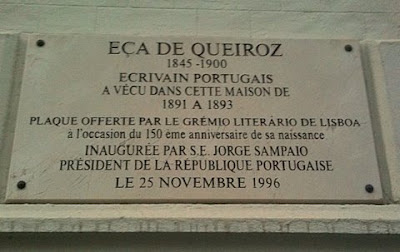 EÇA DE QUEIROZ
1845-1900
ECRIVAIN PORTUGAIS
A VÉCU DANS CETTE MAISON DE
1891 A 1893
PLAQUE OFFERTE PAR LE GRÉMIO LITERÁRIO DE LISBOA
à l'occasion du 150 ème anniversaire de sa naissance
INAUGURÉE PAR S.E. JORGE SAMPAIO
PRÉSIDENT DE LA RÉPUBLIQUE PORTUGAISE
LE 25 NOVEMBRE 1996